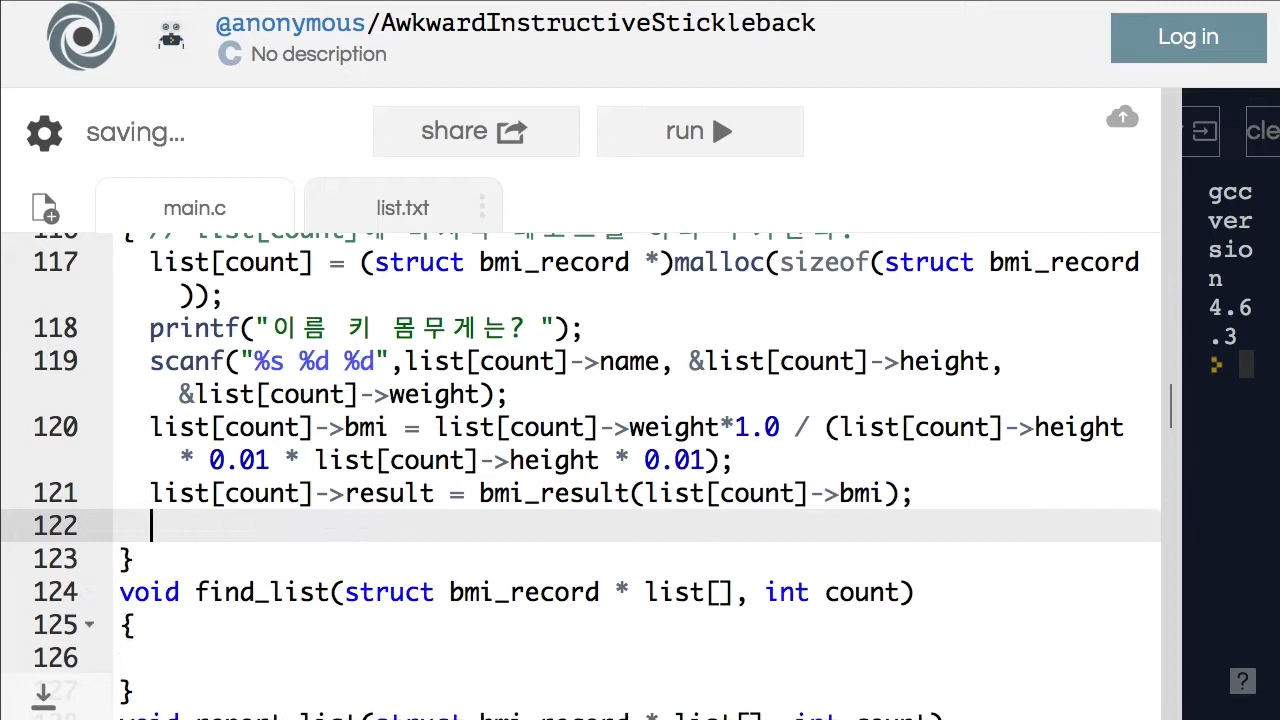 @anonymous/AwkwardInstructiveStickleback
C No description
Log in
saving...
share
run
cle
main.c
list.txt
117 list[count] = (struct bmi_record *)malloc(sizeof(struct bmi_record
));
118 printf("이름 키 몸무게는? ");
119 scanf("%s %d %d",list[count]->name, &list[count]->height,
&list[count]->weight);
120 list[count]->bmi = list[count]->weight*1.0 / (list[count]->height
* 0.01 * list[count]->height * 0.01);
121 list[count]->result = bmi_result(list[count]->bmi);
122
123 }
124 void find_list(struct bmi_record * list[], int count)
125 {
126
127 }
gcc
ver
sio
n
4.6
.3
?